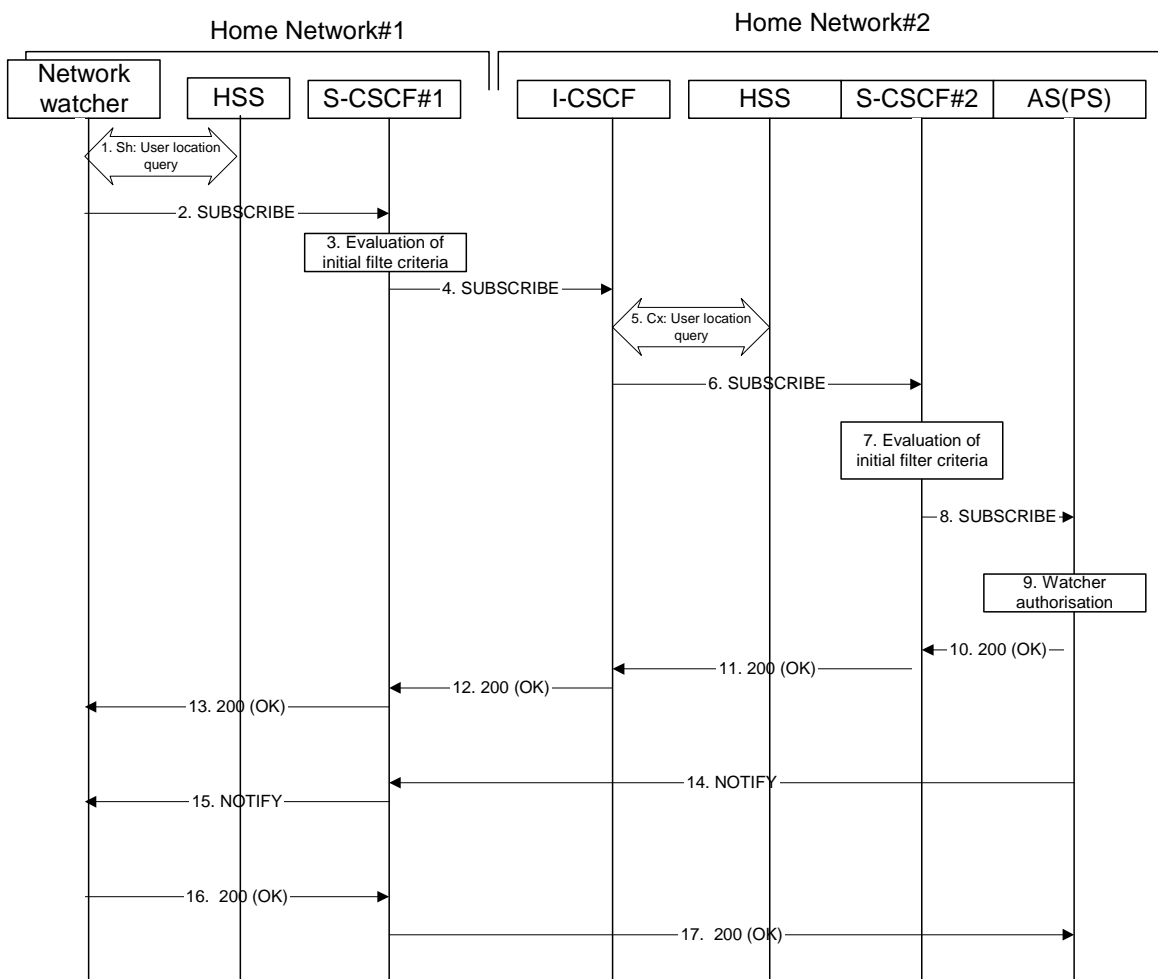 Home Network#1
Home Network#2
Network
watcher
HSS
S-CSCF#1
I-CSCF
HSS
S-CSCF#2
AS(PS)
1. Sh: User location
query
2. SUBSCRIBE
3. Evaluation of
initial filte criteria
4. SUBSCRIBE
5. Cx: User location
query
6. SUBSCRIBE
7. Evaluation of
initial filter criteria
8. SUBSCRIBE
9. Watcher
authorisation
10. 200 (OK)
11. 200 (OK)
12. 200 (OK)
13. 200 (OK)
14. NOTIFY
15. NOTIFY
16. 200 (OK)
17. 200 (OK)